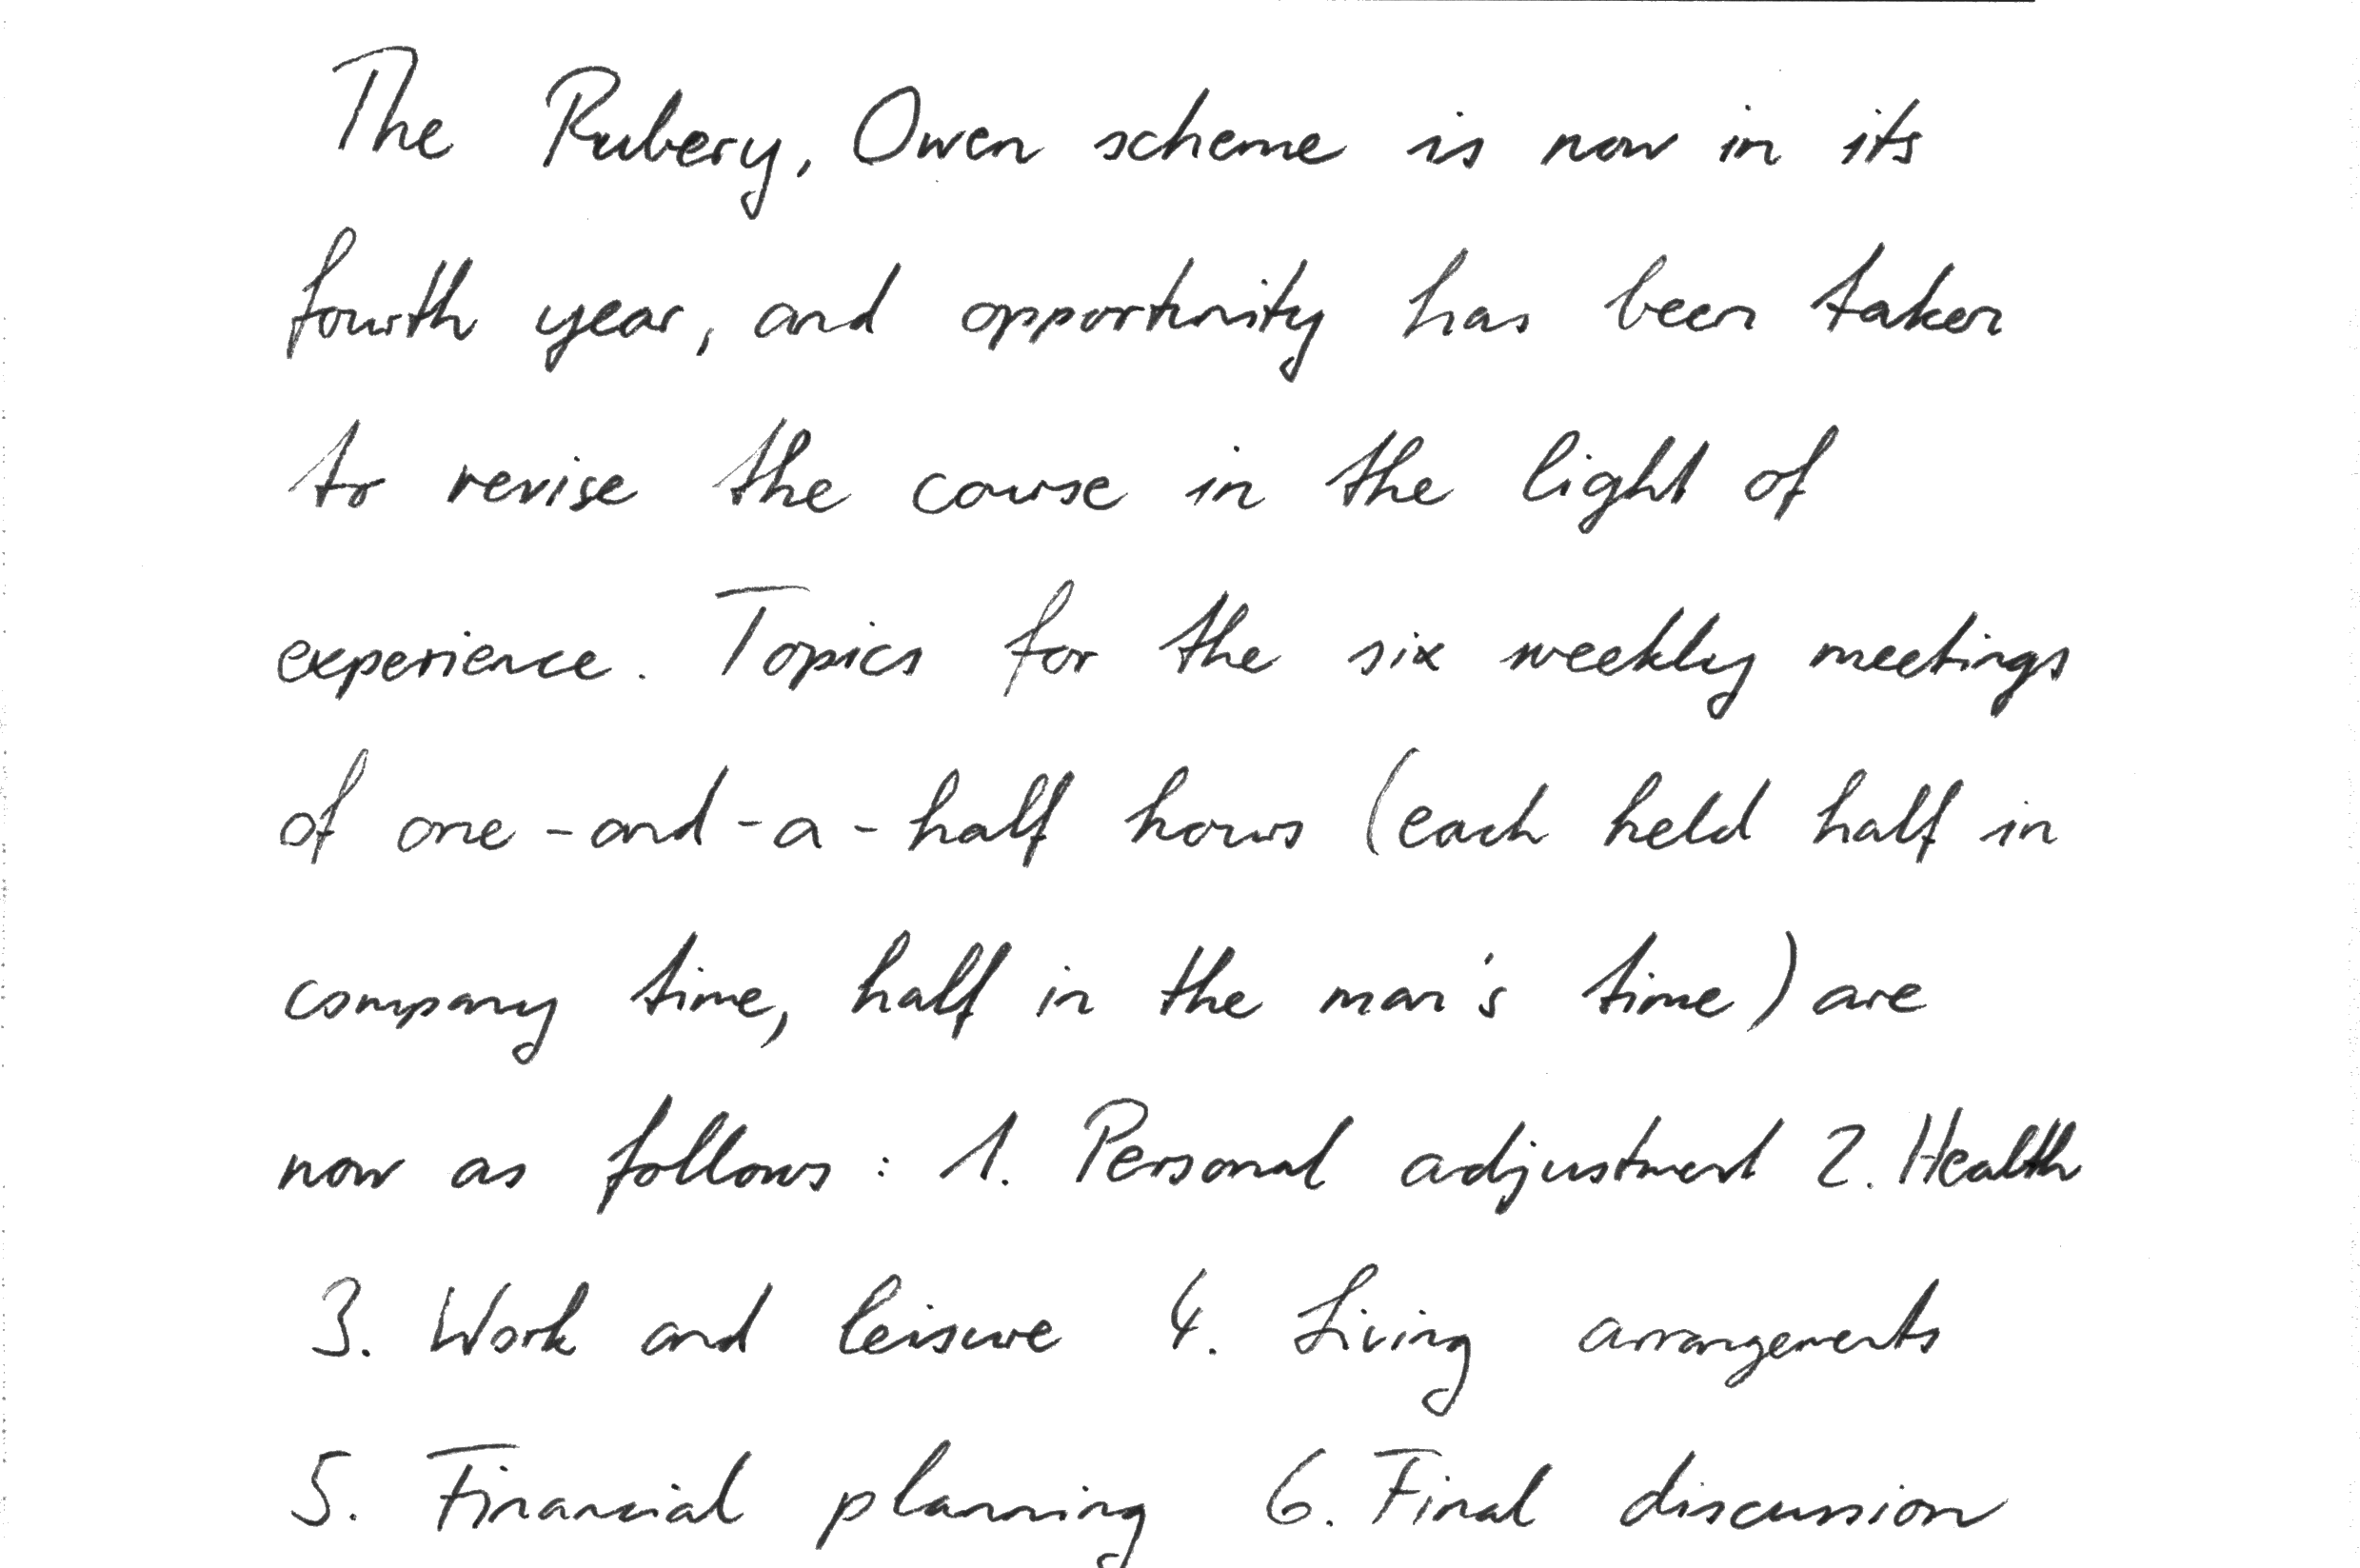 The Rubery, Owen scheme is now in its
fourth year, and opportunity has been taken
to revise the course in the light of
experience. Topics for the six weekly meetings
of one-and-a-half hours (each held half in
company time, half in the man's time) are
now as follows: 1. Personal adjustment 2. Health
3. Work and leisure 4. Living arrangements
5. Financial planning 6. Final discussion